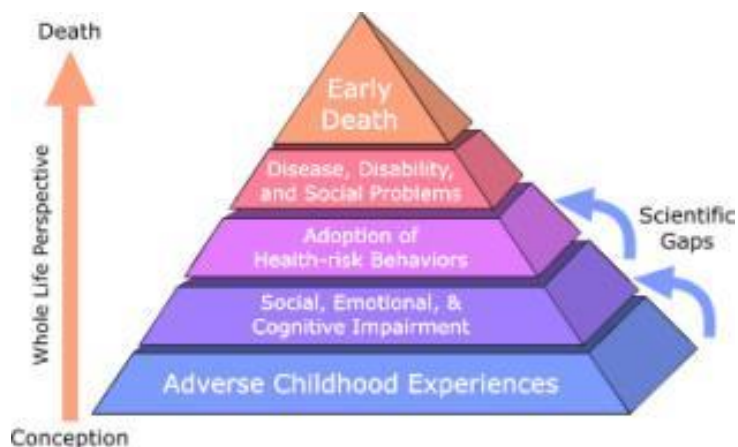 Death
Early
Death
Disease, Disability,
and Social Problems
Adoption of
Health-risk Behaviors
Social, Emotional, &
Cognitive Impairment
Adverse Childhood Experiences
Whole Life Perspective
Scientific
Gaps
Conception